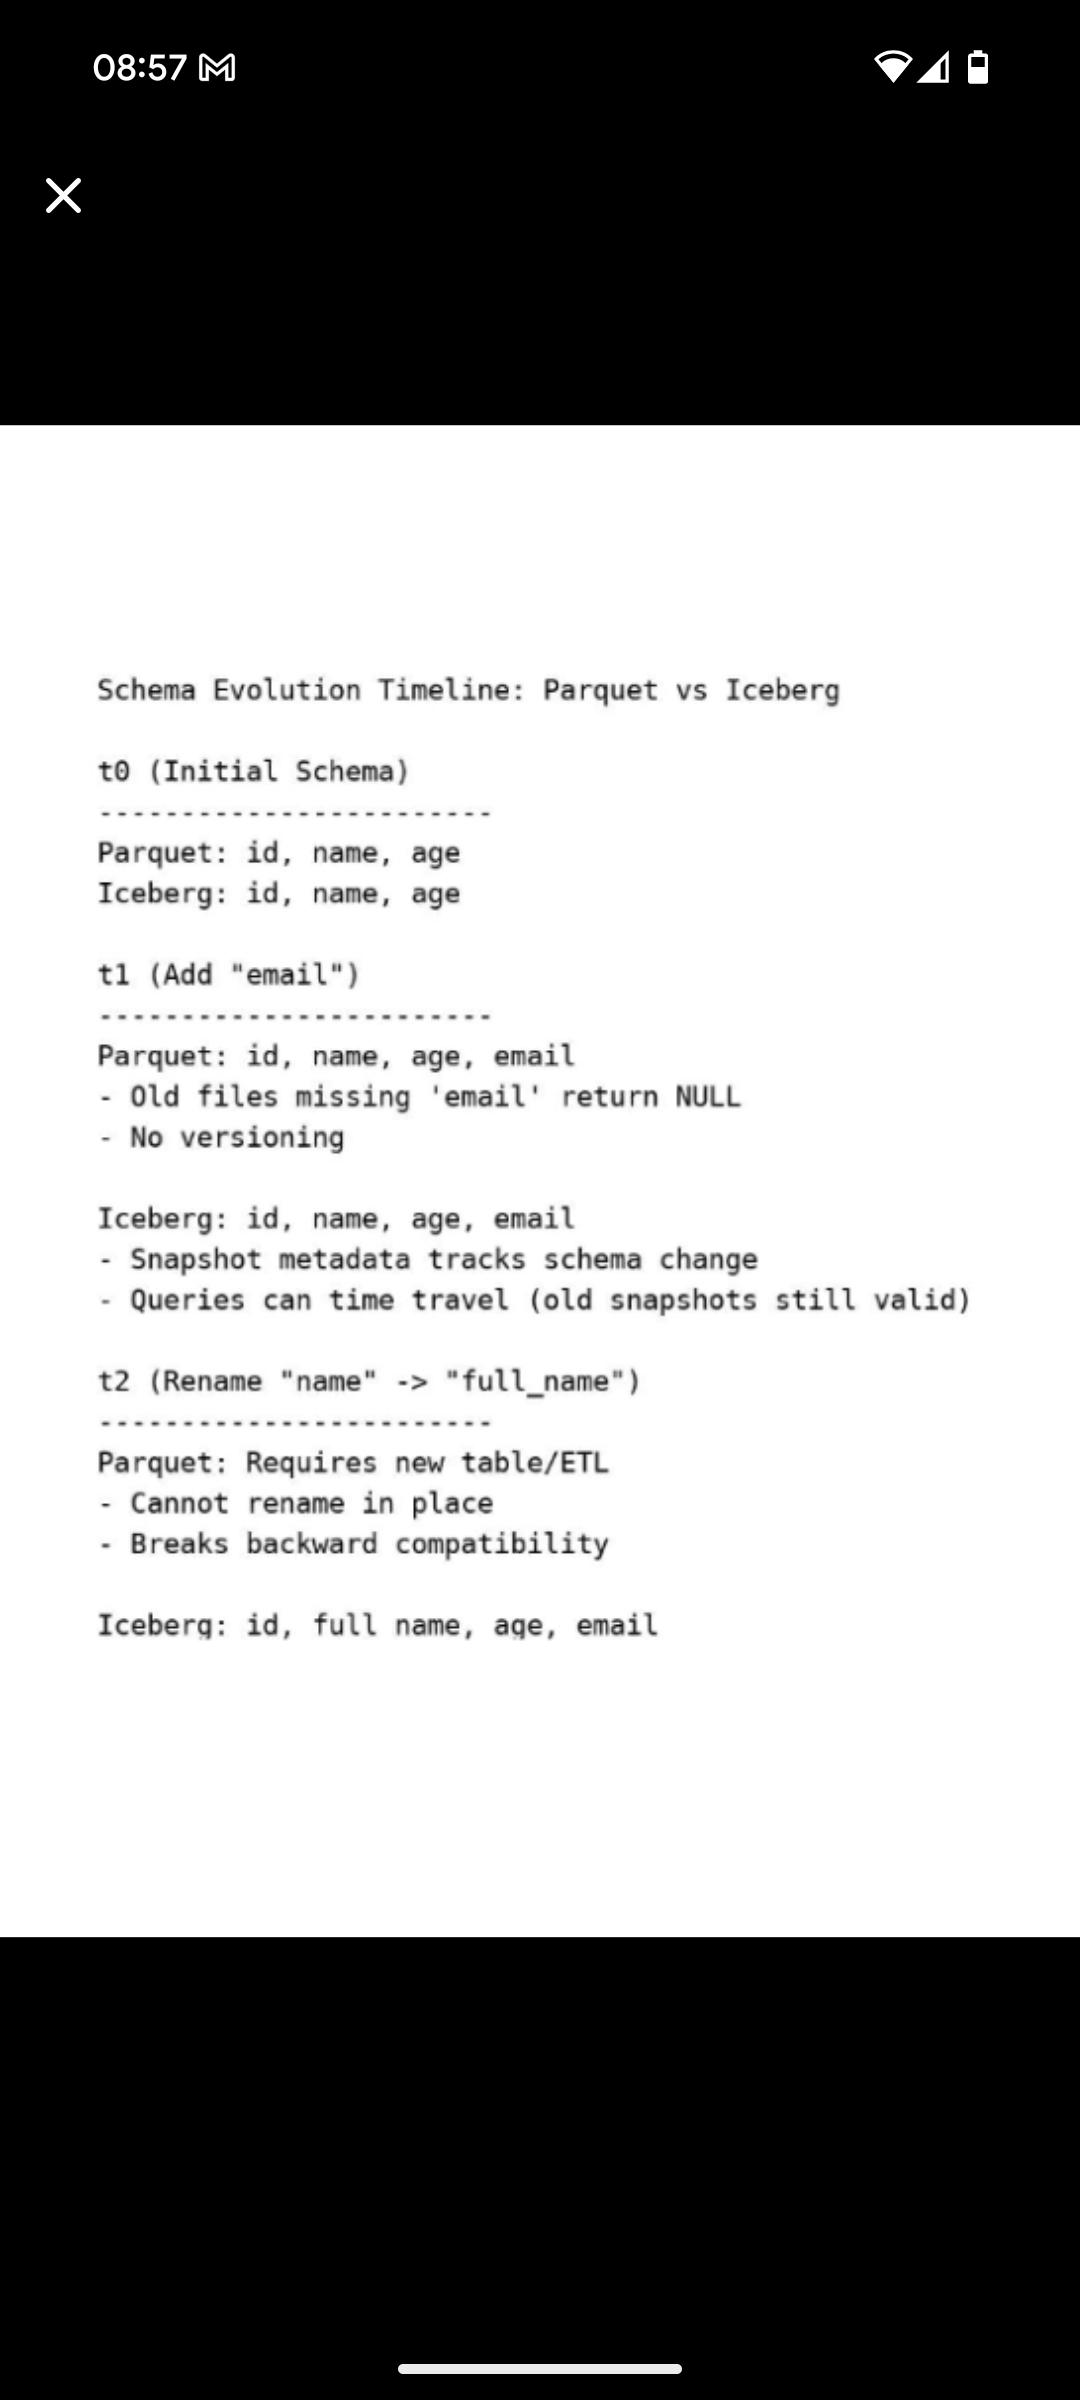 08:57
Schema Evolution Timeline: Parquet vs Iceberg
t0 (Initial Schema)
------------------------
Parquet: id, name, age
Iceberg: id, name, age
t1 (Add "email")
------------------------
Parquet: id, name, age, email
- Old files missing 'email' return NULL
- No versioning
Iceberg: id, name, age, email
- Snapshot metadata tracks schema change
- Queries can time travel (old snapshots still valid)
t2 (Rename "name" -> "full_name")
------------------------
Parquet: Requires new table/ETL
- Cannot rename in place
- Breaks backward compatibility
Iceberg: id, full name, age, email